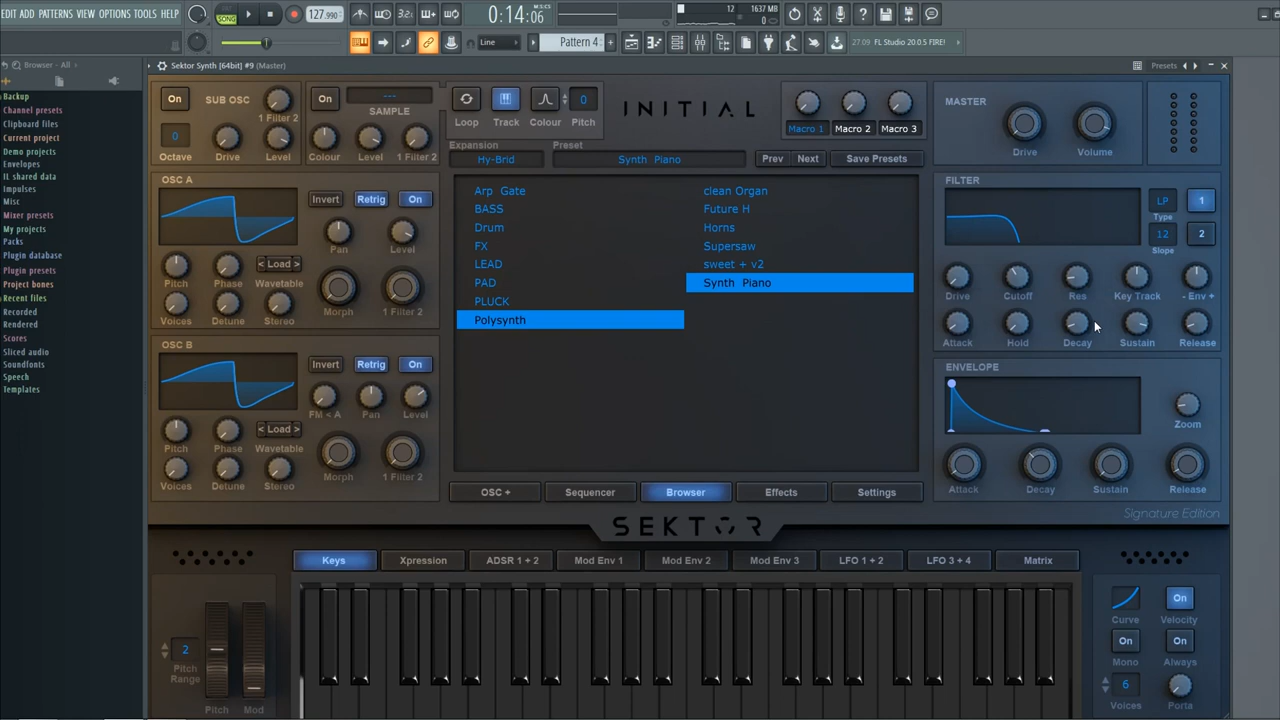 EDIT ADD PATTERNS VIEW OPTIONS TOOLS ?
SONG
127.990
3.2.1
0:14:06
M:S:CS
12
1637 MB
0
Line
Pattern 4
27.09 FL Studio 20.0.5 FIRE!
Browser - All
Sektor Synth [64bit] #9 (Master)
Presets
Backup
Channel presets
Clipboard files
Current project
Demo projects
Envelopes
IL shared data
Impulses
Misc
Mixer presets
My projects
Packs
Plugin database
Plugin presets
Project bones
Recent files
Recorded
Rendered
Scores
Sliced audio
Soundfonts
Speech
Templates
On
SUB OSC
1 Filter 2
0
Octave
Drive
Level
On
---
SAMPLE
Colour
Level
1 Filter 2
Loop
Track
Colour
0
Pitch
INITIAL
Macro 1
Macro 2
Macro 3
MASTER
Drive
Volume
Expansion
Preset
Hy-Brid
Synth Piano
Prev
Next
Save Presets
OSC A
Invert
Retrig
On
Pan
Level
Pitch
Phase
< Load >
Wavetable
Voices
Detune
Stereo
Morph
1 Filter 2
Arp Gate
BASS
Drum
FX
LEAD
PAD
PLUCK
Polysynth
clean Organ
Future H
Horns
Supersaw
sweet + v2
Synth Piano
FILTER
LP
Type
1
12
Slope
2
Drive
Cutoff
Res
Key Track
- Env +
Attack
Hold
Decay
Sustain
Release
OSC B
Invert
Retrig
On
FM < A
Pan
Level
Pitch
Phase
< Load >
Wavetable
Voices
Detune
Stereo
Morph
1 Filter 2
ENVELOPE
Zoom
Attack
Decay
Sustain
Release
OSC +
Sequencer
Browser
Effects
Settings
Signature Edition
SEKTOR
Keys
Xpression
ADSR 1 + 2
Mod Env 1
Mod Env 2
Mod Env 3
LFO 1 + 2
LFO 3 + 4
Matrix
2
Pitch
Range
Pitch
Mod
Curve
On
Velocity
On
Mono
On
Always
6
Voices
Porta